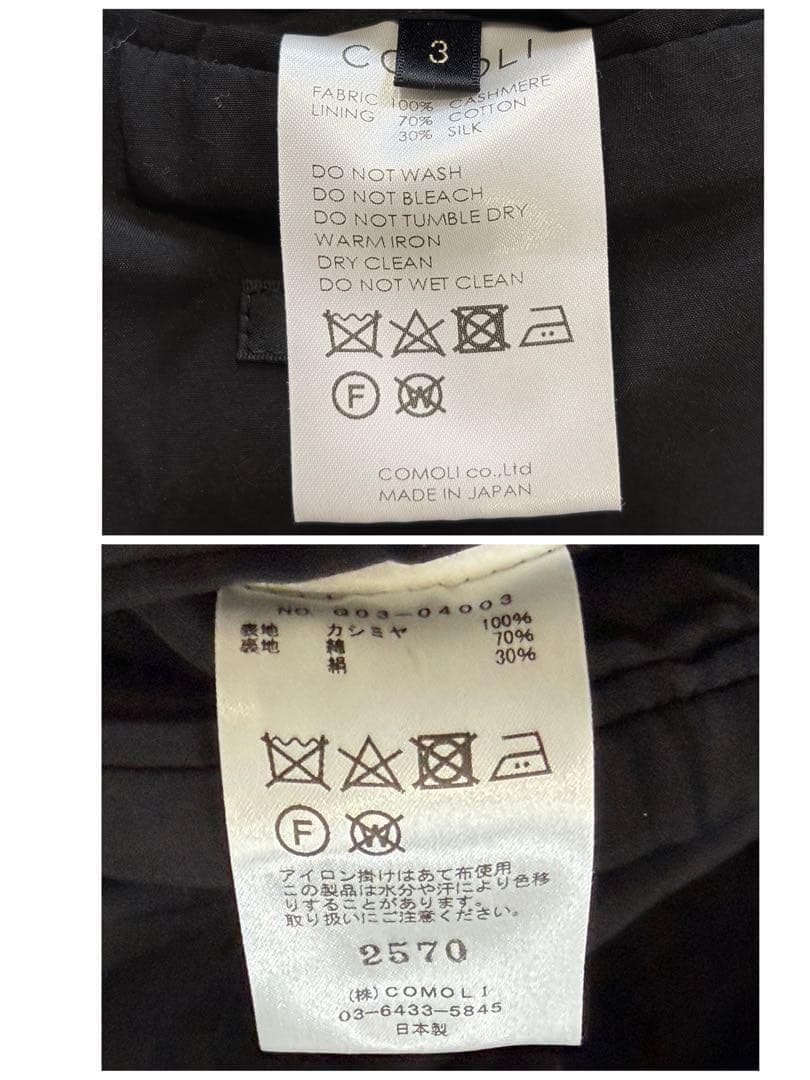 3
COMOLI
FABRIC 100% CASHMERE
LINING 70% COTTON
30% SILK
DO NOT WASH
DO NOT BLEACH
DO NOT TUMBLE DRY
WARM IRON
DRY CLEAN
DO NOT WET CLEAN
F W
COMOLI co.,Ltd
MADE IN JAPAN
NO. Q03-04003
表地 カシミヤ 100%
裏地 綿 70%
絹 30%
F W
アイロン掛けはあて布使用
この製品は水分や汗により色移
りすることがあります。
取り扱いにご注意ください。
2570
(株)COMOLI
03-6433-5845
日本製